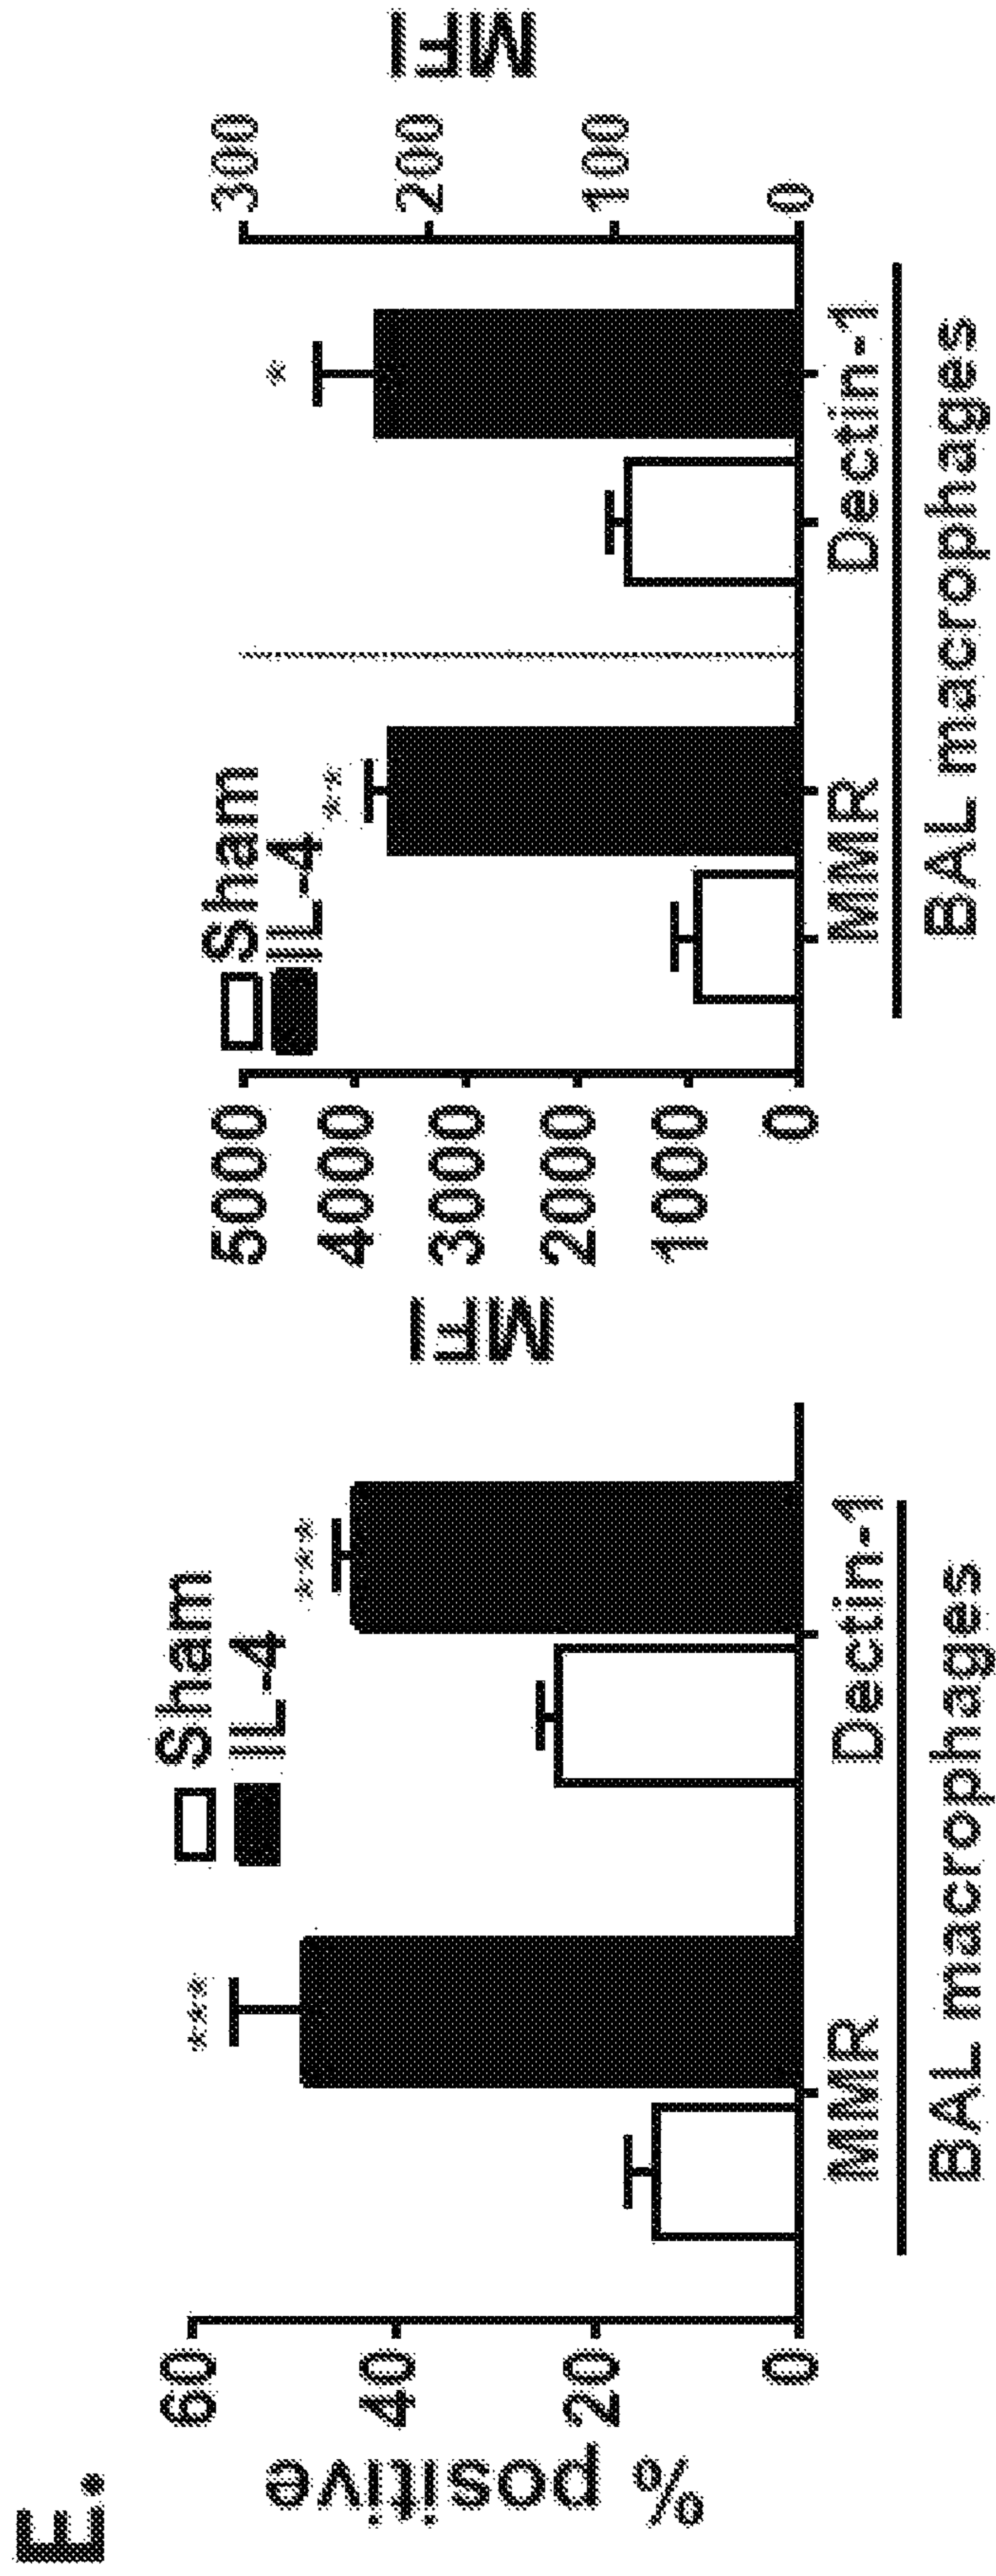 E.
% positive
60
40
20
0
Sham
IL-4
***
***
MMR
Dectin-1
BAL macrophages
MFI
5000
4000
3000
2000
1000
0
Sham
IL-4
**
*
MMR
Dectin-1
BAL macrophages
300
200
100
0
MFI